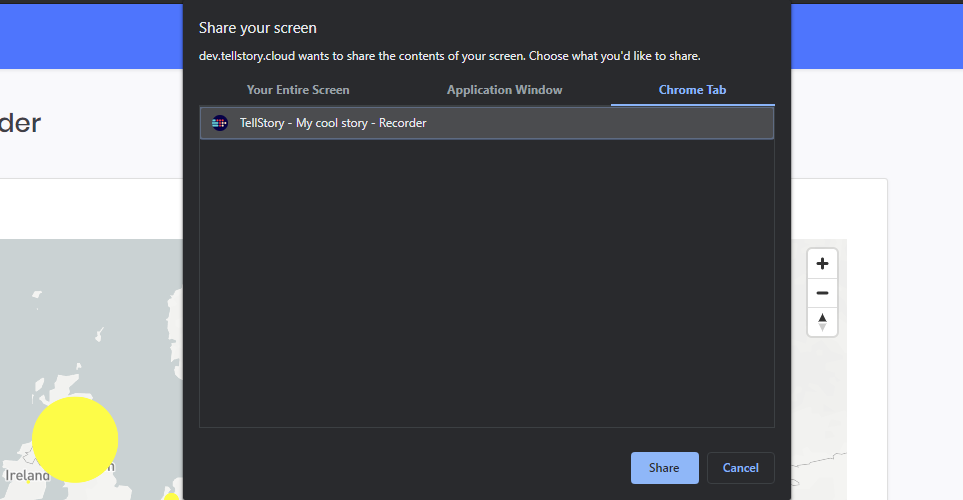 Share your screen
dev.tellstory.cloud wants to share the contents of your screen. Choose what you'd like to share.
Your Entire Screen
Application Window
Chrome Tab
TellStory - My cool story - Recorder
der
Ireland
Share
Cancel